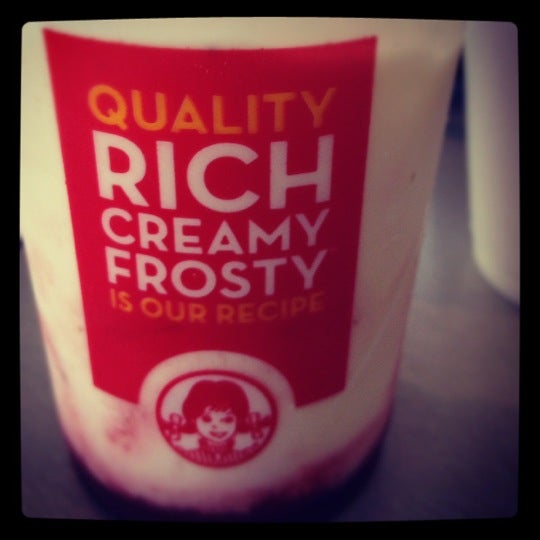 QUALITY
RICH
CREAMY
FROSTY
IS OUR RECIPE